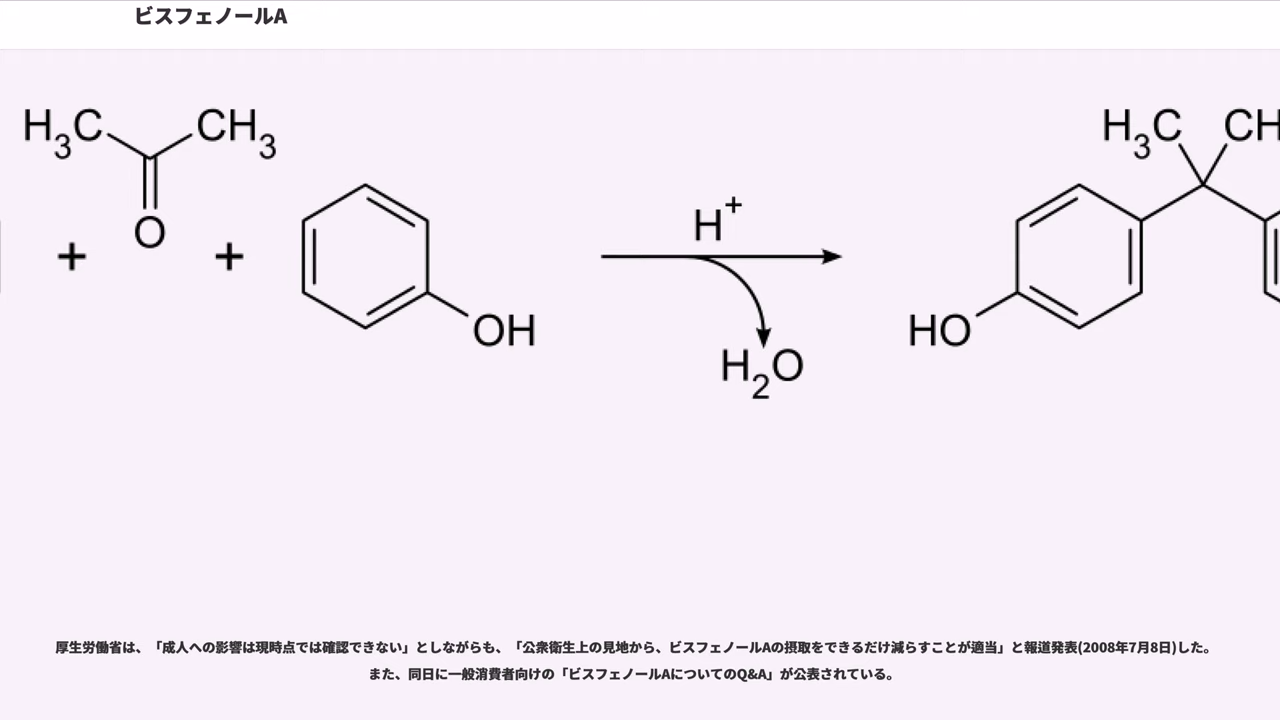 ビスフェノールA
H3C CH3 H3C CH
H+
O
+ +
OH HO
H2O
厚生労働省は、「成人への影響は現時点では確認できない」としながらも、「公衆衛生上の見地から、ビスフェノールAの摂取をできるだけ減らすことが適当」と報道発表(2008年7月8日)した。
また、同日に一般消費者向けの「ビスフェノールAについてのQ&A」が公表されている。